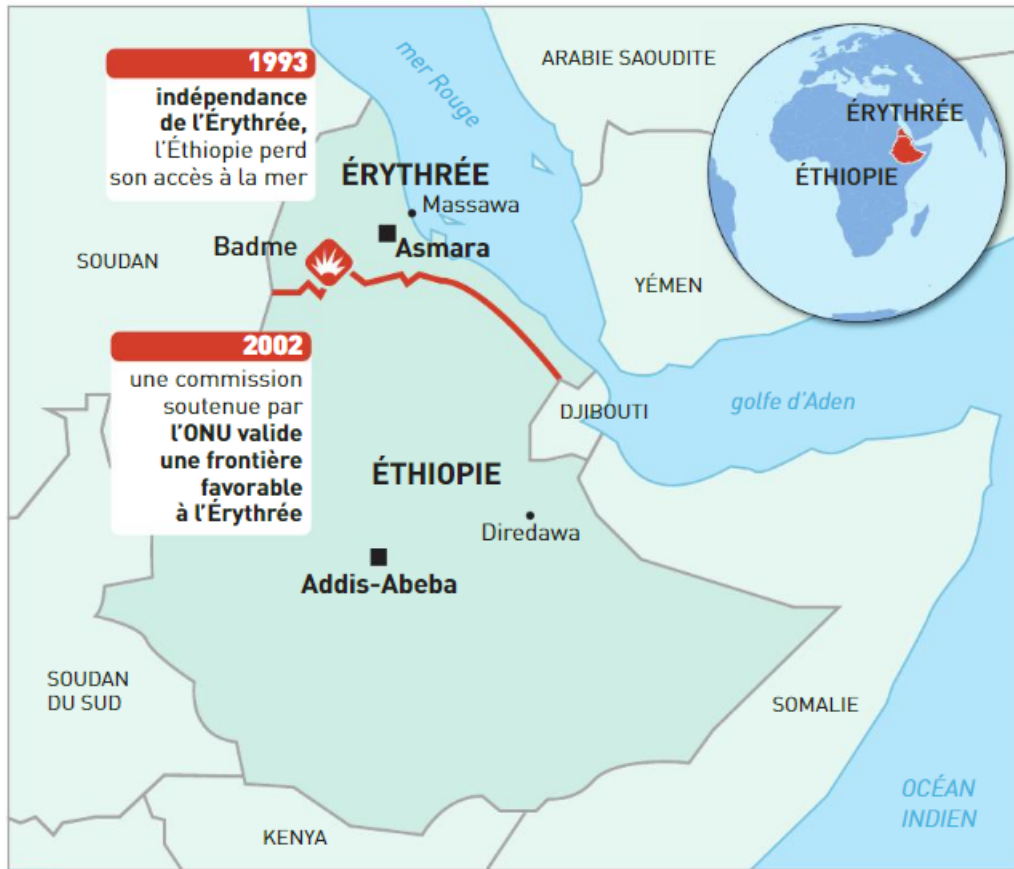 1993
indépendance
de l'Érythrée,
l'Éthiopie perd
son accès à la mer
mer Rouge
ARABIE SAOUDITE
ÉRYTHRÉE
ÉTHIOPIE
ÉRYTHRÉE
Massawa
Asmara
Badme
SOUDAN
YÉMEN
2002
une commission
soutenue par
l'ONU valide
une frontière
favorable
à l'Érythrée
DJIBOUTI
golfe d'Aden
ÉTHIOPIE
Diredawa
Addis-Abeba
SOUDAN
DU SUD
SOMALIE
OCÉAN
INDIEN
KENYA